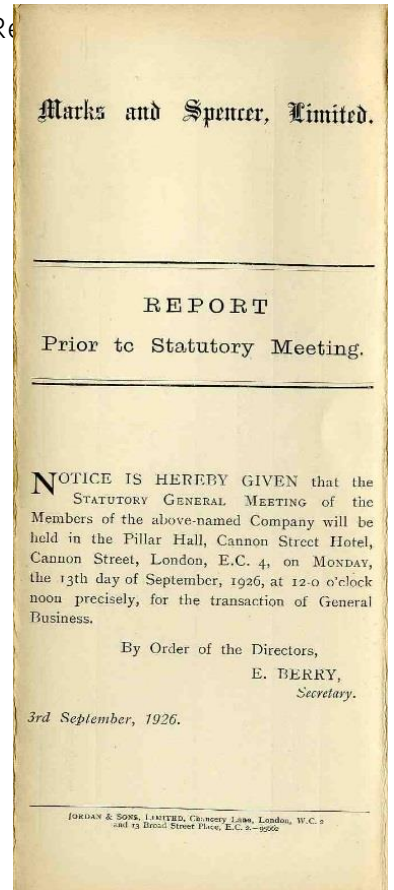 Re
Marks and Spencer, Limited.
REPORT
Prior to Statutory Meeting.
NOTICE IS HEREBY GIVEN that the
STATUTORY GENERAL MEETING of the
Members of the above-named Company will be
held in the Pillar Hall, Cannon Street Hotel,
Cannon Street, London, E.C. 4, on MONDAY,
the 13th day of September, 1926, at 12-0 o'clock
noon precisely, for the transaction of General
Business.
By Order of the Directors,
E. BERRY,
Secretary.
3rd September, 1926.
JORDAN & SONS, LIMITED, Chancery Lane, London, W.C. 2
and 13 Broad Street Place, E.C. 2.—